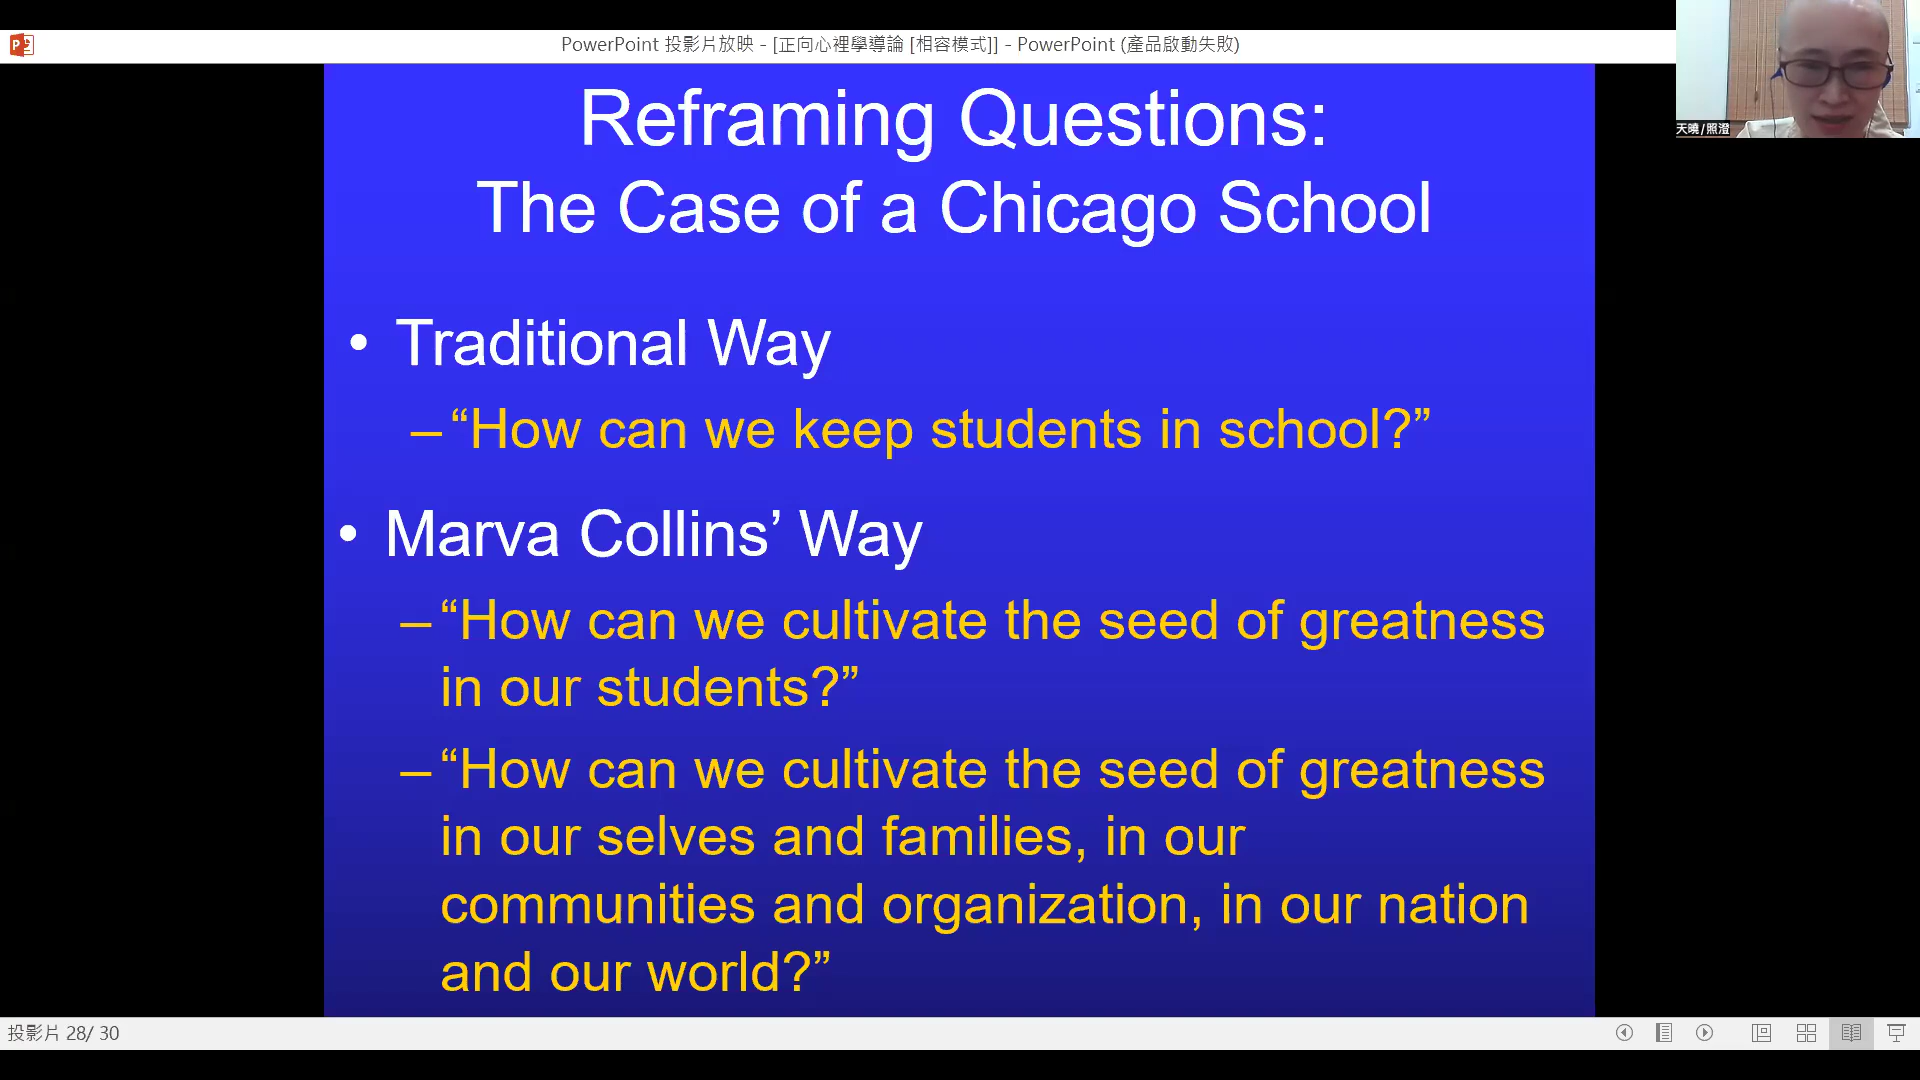 PowerPoint 投影片放映 - [正向心裡學導論 [相容模式]] - PowerPoint (產品啟動失敗)
天曉/照澄
Reframing Questions:
The Case of a Chicago School
• Traditional Way
–“How can we keep students in school?”
• Marva Collins’ Way
–“How can we cultivate the seed of greatness
in our students?”
–“How can we cultivate the seed of greatness
in our selves and families, in our
communities and organization, in our nation
and our world?”
投影片 28/ 30